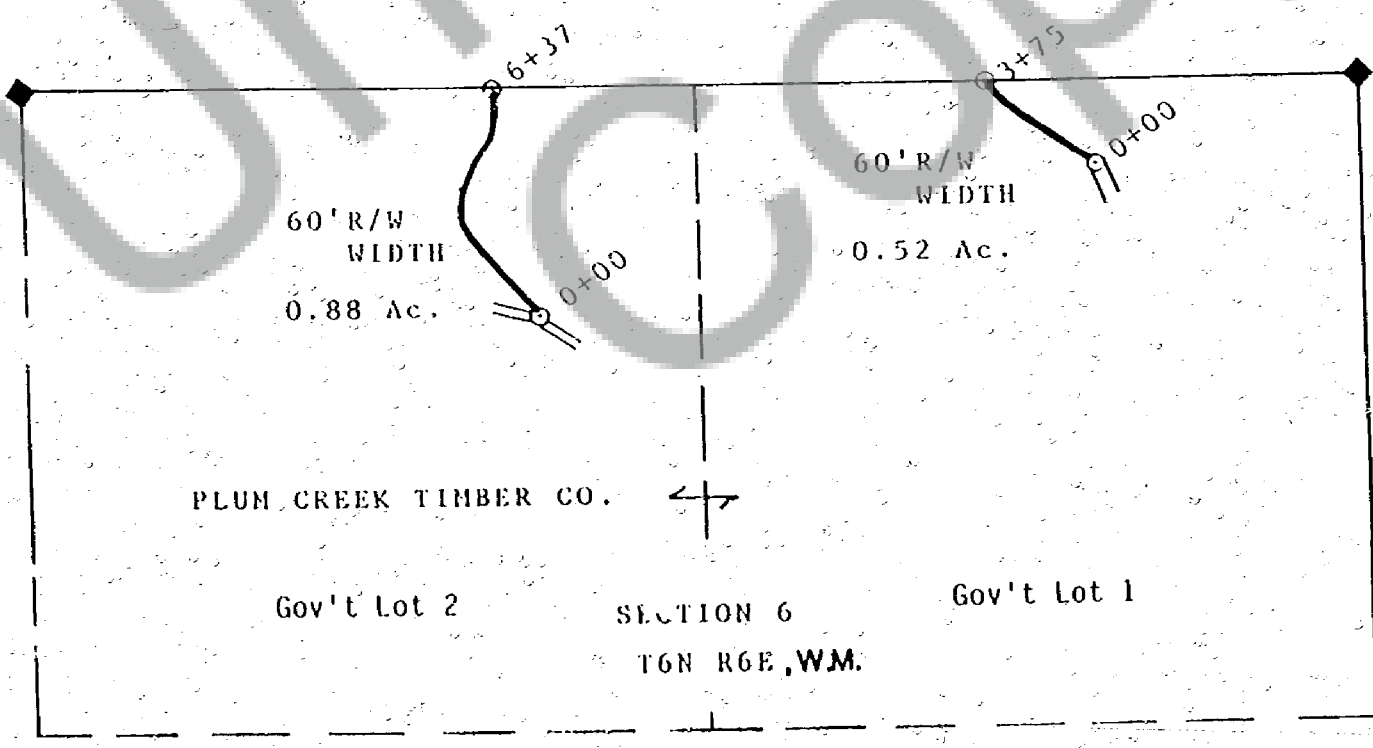 6+37
3+75
0+00
60'R/W
WIDTH
0.52 Ac.
60'R/W
WIDTH
0.88 Ac.
0+00
PLUM CREEK TIMBER CO.
Gov't Lot 2
Gov't Lot 1
SECTION 6
T6N R6E, W.M.